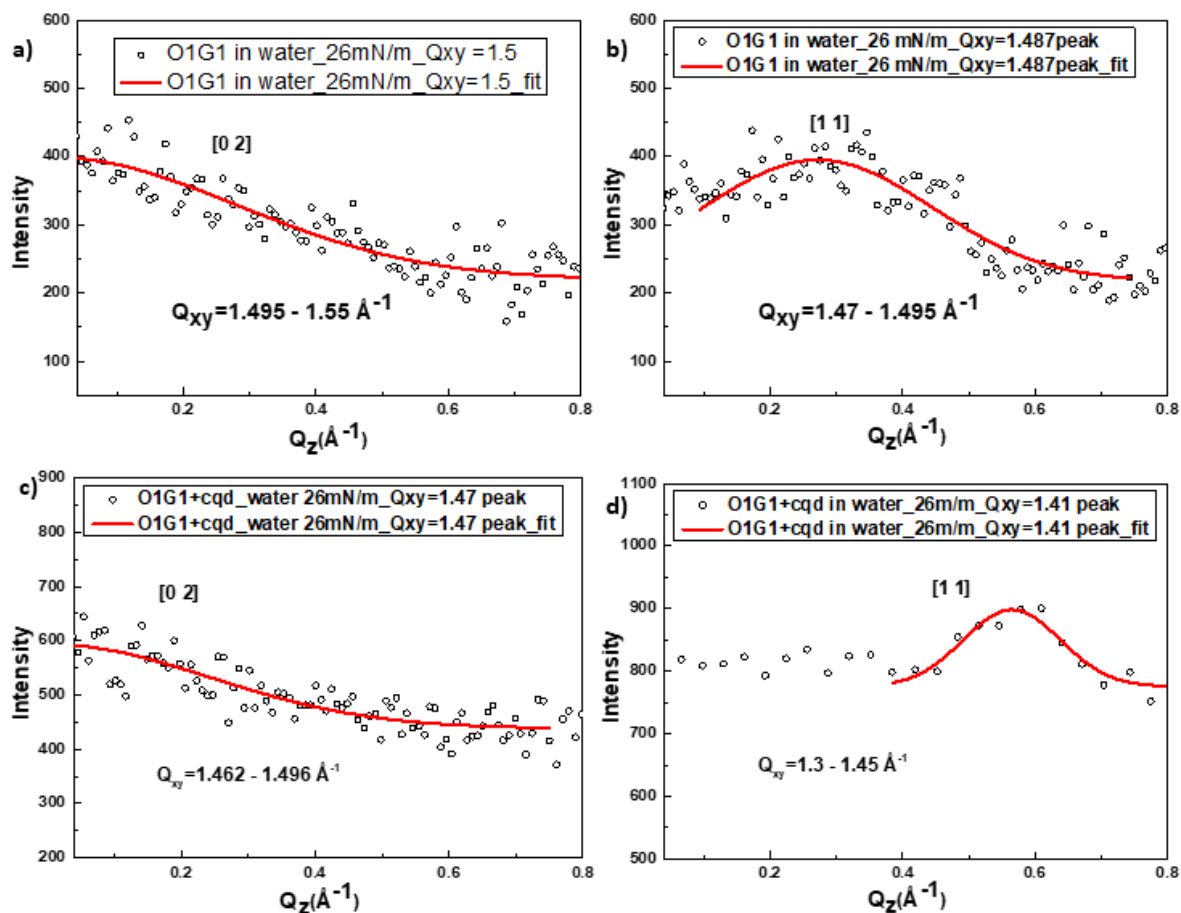 a)
600
500
400
300
200
100
Intensity
O1G1 in water_26mN/m_Qxy =1.5
O1G1 in water_26mN/m_Qxy=1.5_fit
[0 2]
Qxy=1.495 - 1.55 Å-1
0.2
0.4
0.6
0.8
Qz(Å-1)
b)
600
500
400
300
200
100
Intensity
O1G1 in water_26 mN/m_Qxy=1.487peak
O1G1 in water_26 mN/m_Qxy=1.487peak_fit
[1 1]
Qxy=1.47 - 1.495 Å-1
0.2
0.4
0.6
0.8
Qz(Å-1)
c)
900
800
700
600
500
400
300
200
Intensity
O1G1+cqd_water 26mN/m_Qxy=1.47 peak
O1G1+cqd_water 26mN/m_Qxy=1.47 peak_fit
[0 2]
Qxy=1.462 - 1.496 Å-1
0.2
0.4
0.6
0.8
Qz(Å-1)
d)
1100
1000
900
800
700
600
500
Intensity
O1G1+cqd in water_26m/m_Qxy=1.41 peak
O1G1+cqd in water_26m/m_Qxy=1.41 peak_fit
[1 1]
Qxy=1.3 - 1.45 Å-1
0.2
0.4
0.6
0.8
Qz(Å-1)